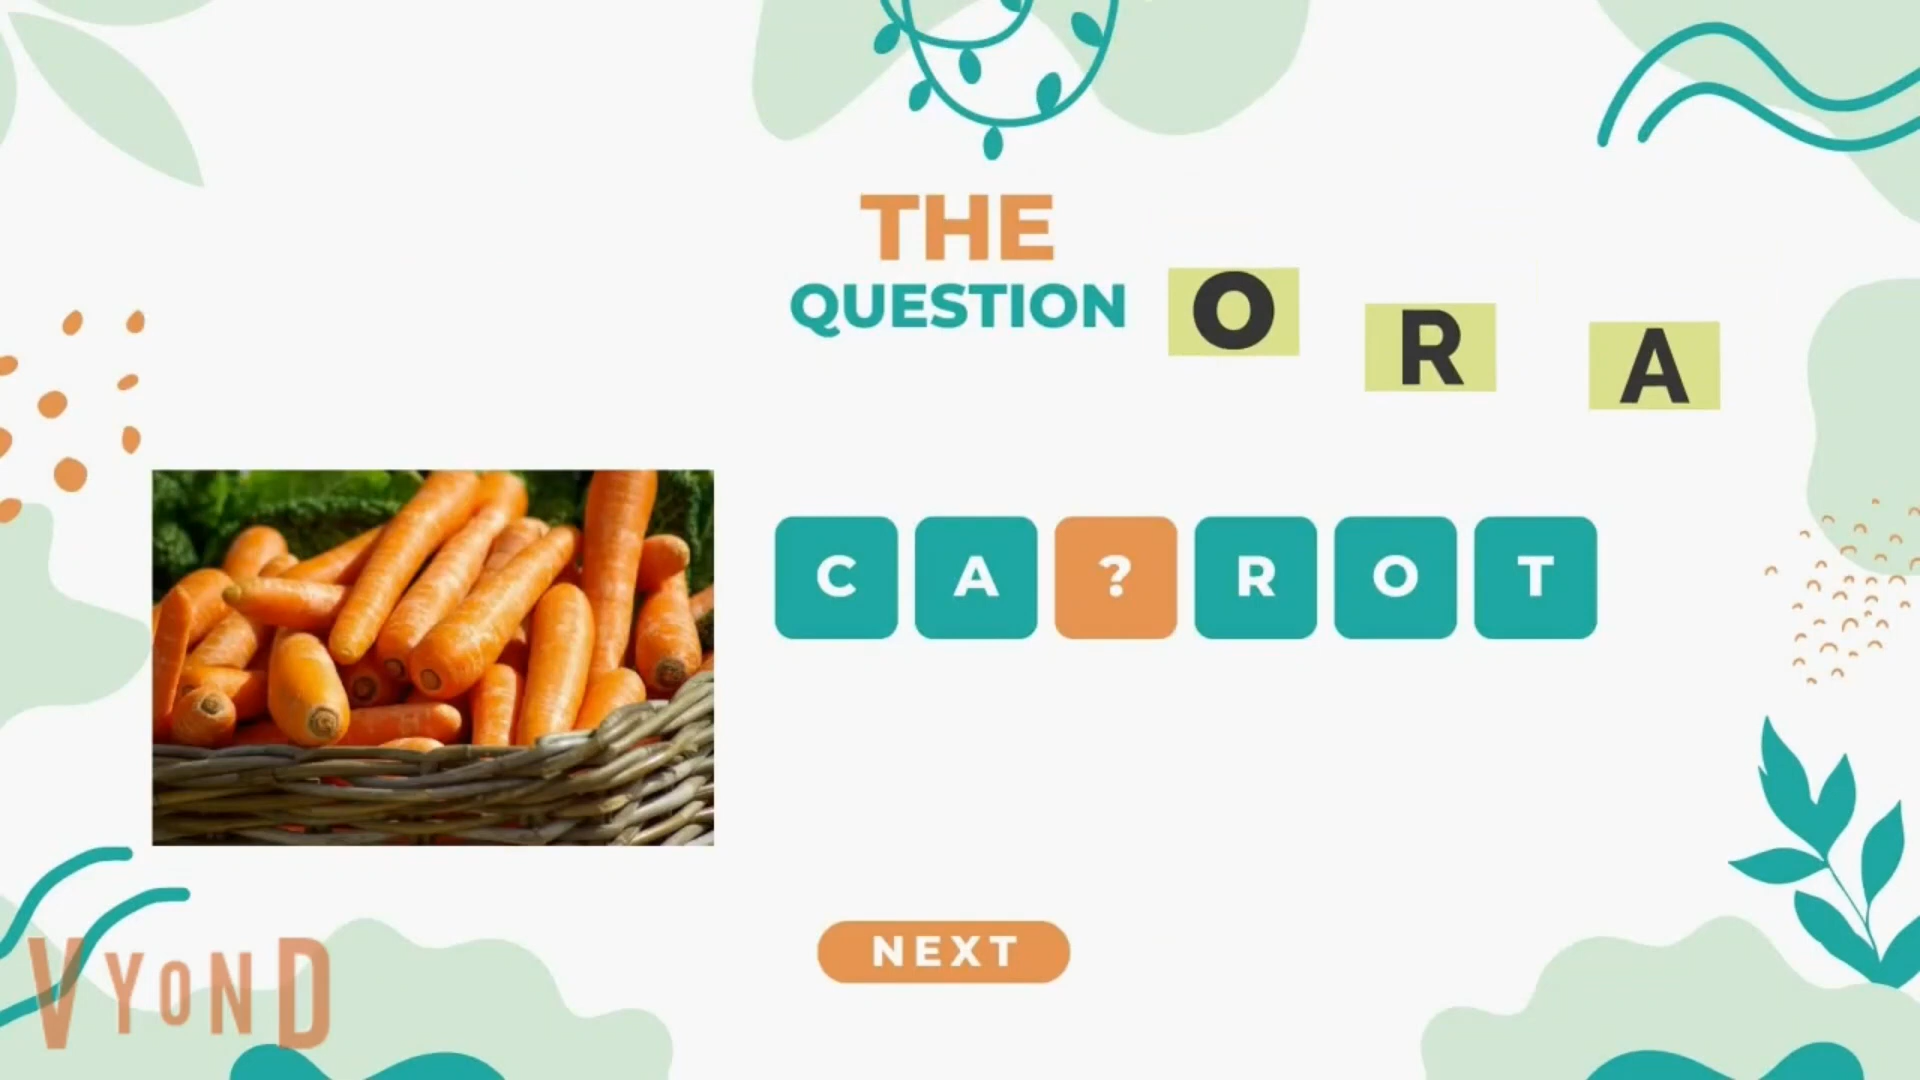 THE
QUESTION
O R A
C A ? R O T
NEXT
VYOND